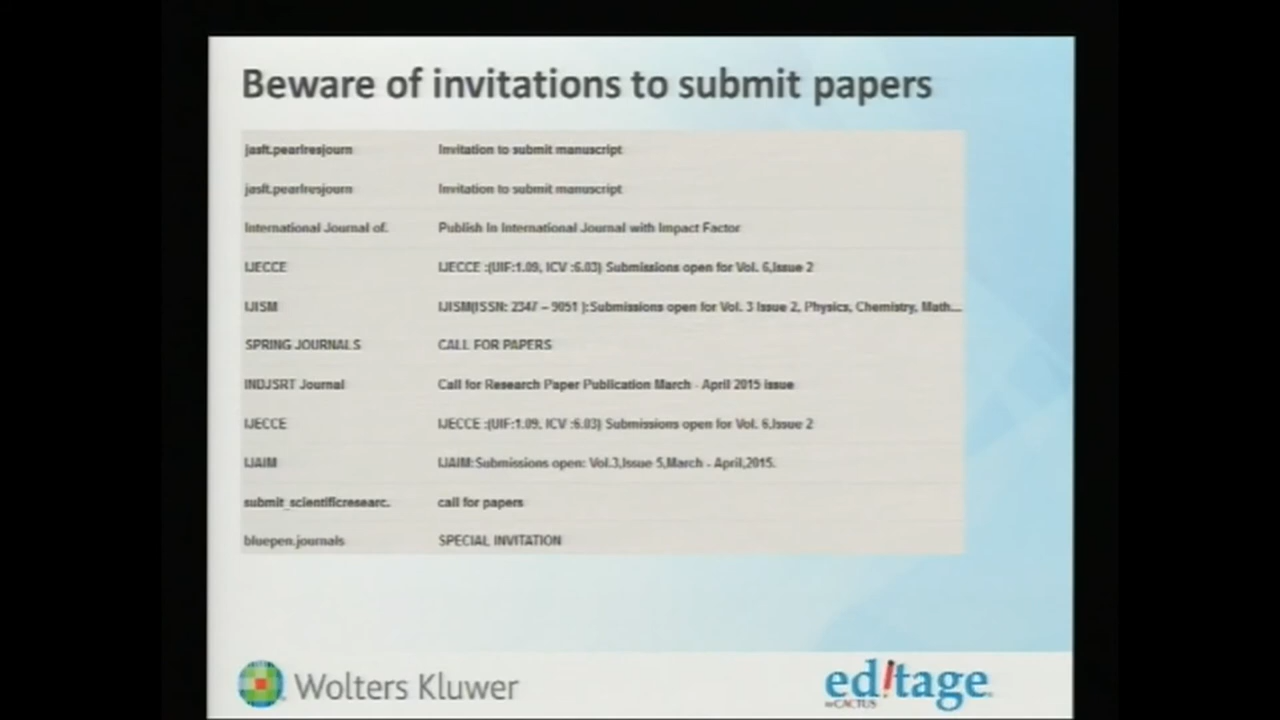 Beware of invitations to submit papers
jasft.pearlresjourn Invitation to submit manuscript
jasft.pearlresjourn Invitation to submit manuscript
International Journal of. Publish In International Journal with Impact Factor
IJECCE IJECCE :(UIF:1.09, ICV :6.03) Submissions open for Vol. 6,Issue 2
IJISM IJISM(ISSN: 2347 – 9051 ):Submissions open for Vol. 3 Issue 2, Physics, Chemistry, Math...
SPRING JOURNALS CALL FOR PAPERS
INDJSRT Journal Call for Research Paper Publication March - April 2015 issue
IJECCE IJECCE :(UIF:1.09, ICV :6.03) Submissions open for Vol. 6,Issue 2
IJAIM IJAIM:Submissions open: Vol.3,Issue 5,March - April,2015.
submit_scientificresearc. call for papers
bluepen.journals SPECIAL INVITATION
Wolters Kluwer
editage
by CACTUS